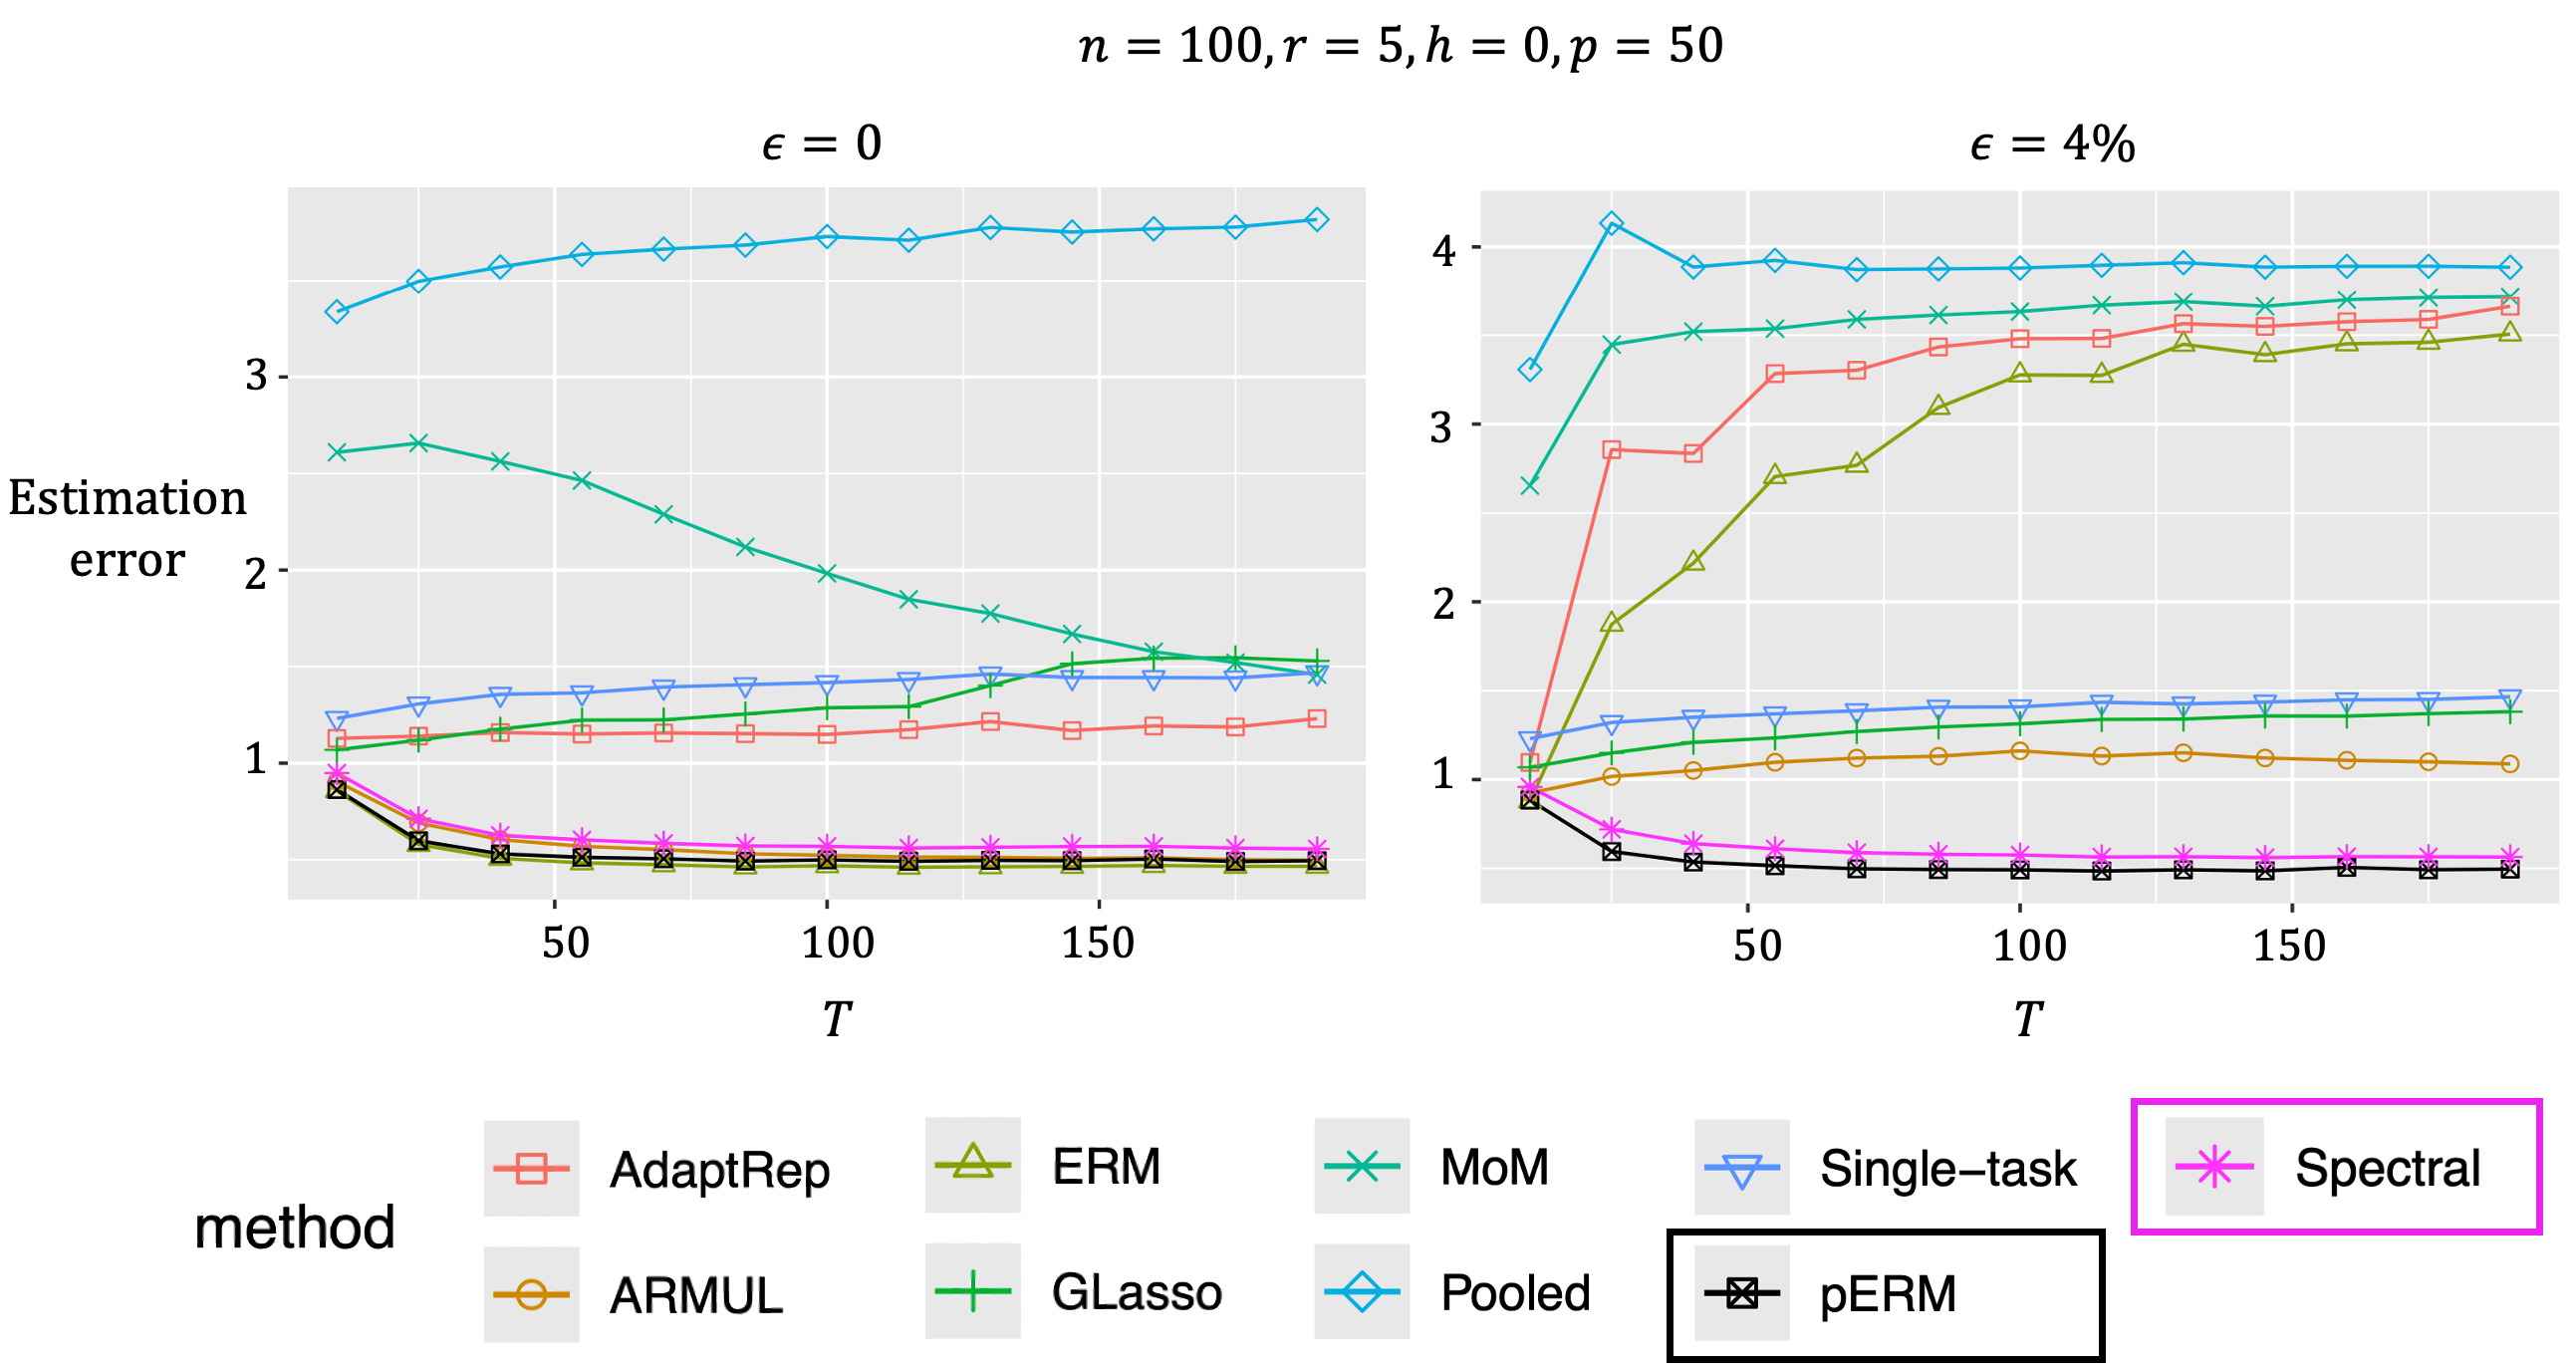 n = 100, r = 5, h = 0, p = 50
ϵ = 0
ϵ = 4%
Estimation
error
3
2
1
50
100
150
T
4
3
2
1
50
100
150
T
method
AdaptRep
ERM
MoM
Single−task
Spectral
ARMUL
GLasso
Pooled
pERM